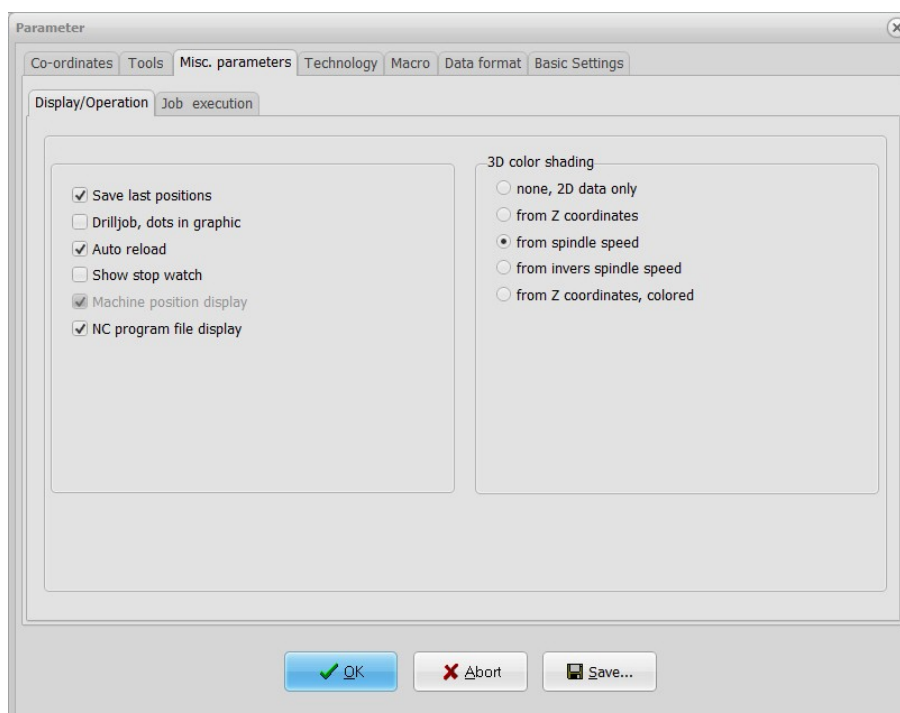 Parameter
Co-ordinates Tools Misc. parameters Technology Macro Data format Basic Settings
Display/Operation Job execution
Save last positions
Drilljob, dots in graphic
Auto reload
Show stop watch
Machine position display
NC program file display
3D color shading
none, 2D data only
from Z coordinates
from spindle speed
from invers spindle speed
from Z coordinates, colored
OK Abort Save...